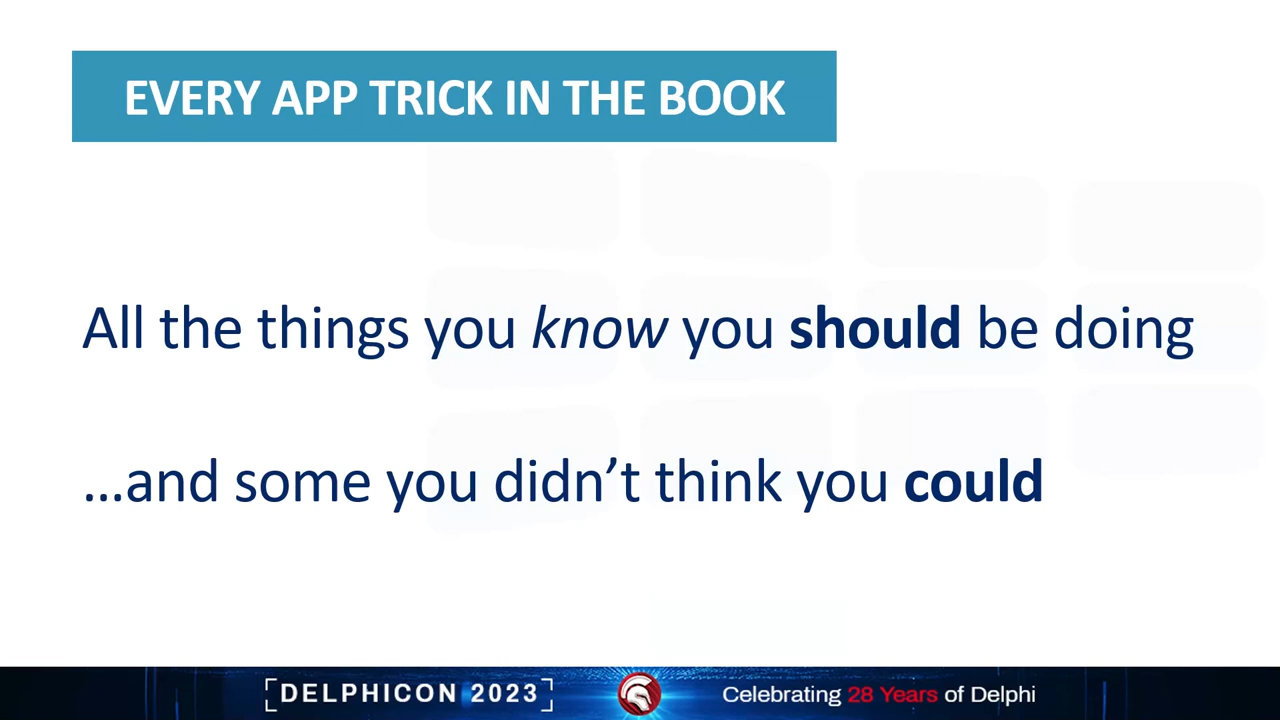 EVERY APP TRICK IN THE BOOK
All the things you know you should be doing
…and some you didn’t think you could
[DELPHICON 2023]
Celebrating 28 Years of Delphi